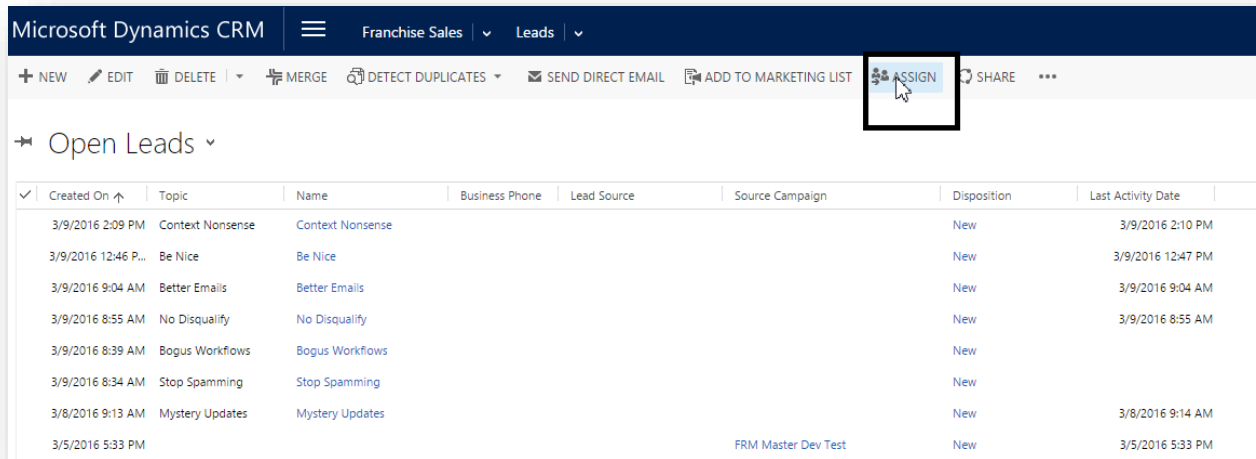 Microsoft Dynamics CRM Franchise Sales Leads
NEW EDIT DELETE MERGE DETECT DUPLICATES SEND DIRECT EMAIL ADD TO MARKETING LIST ASSIGN SHARE
Open Leads
Created On Topic Name Business Phone Lead Source Source Campaign Disposition Last Activity Date
3/9/2016 2:09 PM Context Nonsense Context Nonsense New 3/9/2016 2:10 PM
3/9/2016 12:46 P... Be Nice Be Nice New 3/9/2016 12:47 PM
3/9/2016 9:04 AM Better Emails Better Emails New 3/9/2016 9:04 AM
3/9/2016 8:55 AM No Disqualify No Disqualify New 3/9/2016 8:55 AM
3/9/2016 8:39 AM Bogus Workflows Bogus Workflows New
3/9/2016 8:34 AM Stop Spamming Stop Spamming New
3/8/2016 9:13 AM Mystery Updates Mystery Updates New 3/8/2016 9:14 AM
3/5/2016 5:33 PM FRM Master Dev Test New 3/5/2016 5:33 PM